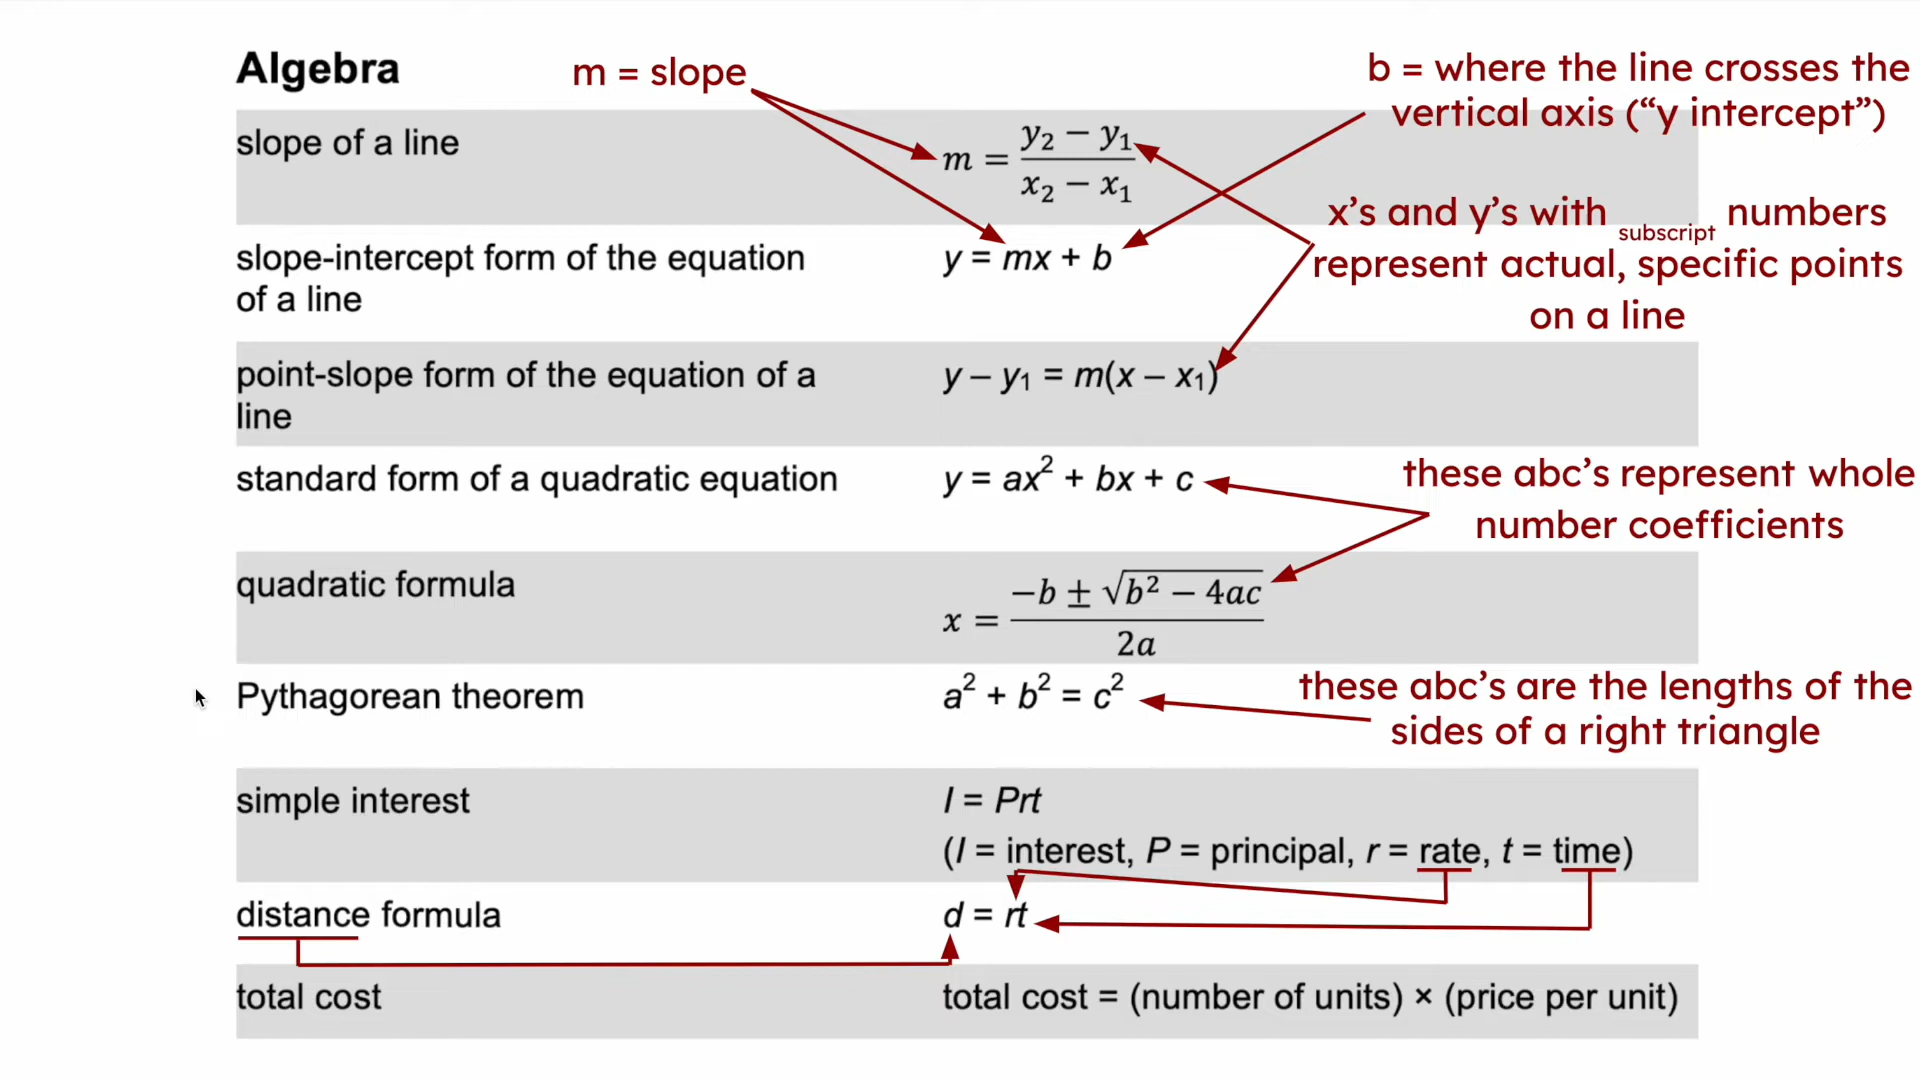 Algebra
m = slope
b = where the line crosses the
vertical axis (“y intercept”)
slope of a line
m = (y₂ − y₁)/(x₂ − x₁)
x’s and y’s with subscript numbers
represent actual, specific points
on a line
slope-intercept form of the equation
of a line
y = mx + b
point-slope form of the equation of a
line
y – y₁ = m(x – x₁)
standard form of a quadratic equation
y = ax² + bx + c
these abc’s represent whole
number coefficients
quadratic formula
x = (−b ± √(b² − 4ac))/(2a)
Pythagorean theorem
a² + b² = c²
these abc’s are the lengths of the
sides of a right triangle
simple interest
I = Prt
(I = interest, P = principal, r = rate, t = time)
distance formula
d = rt
total cost
total cost = (number of units) × (price per unit)